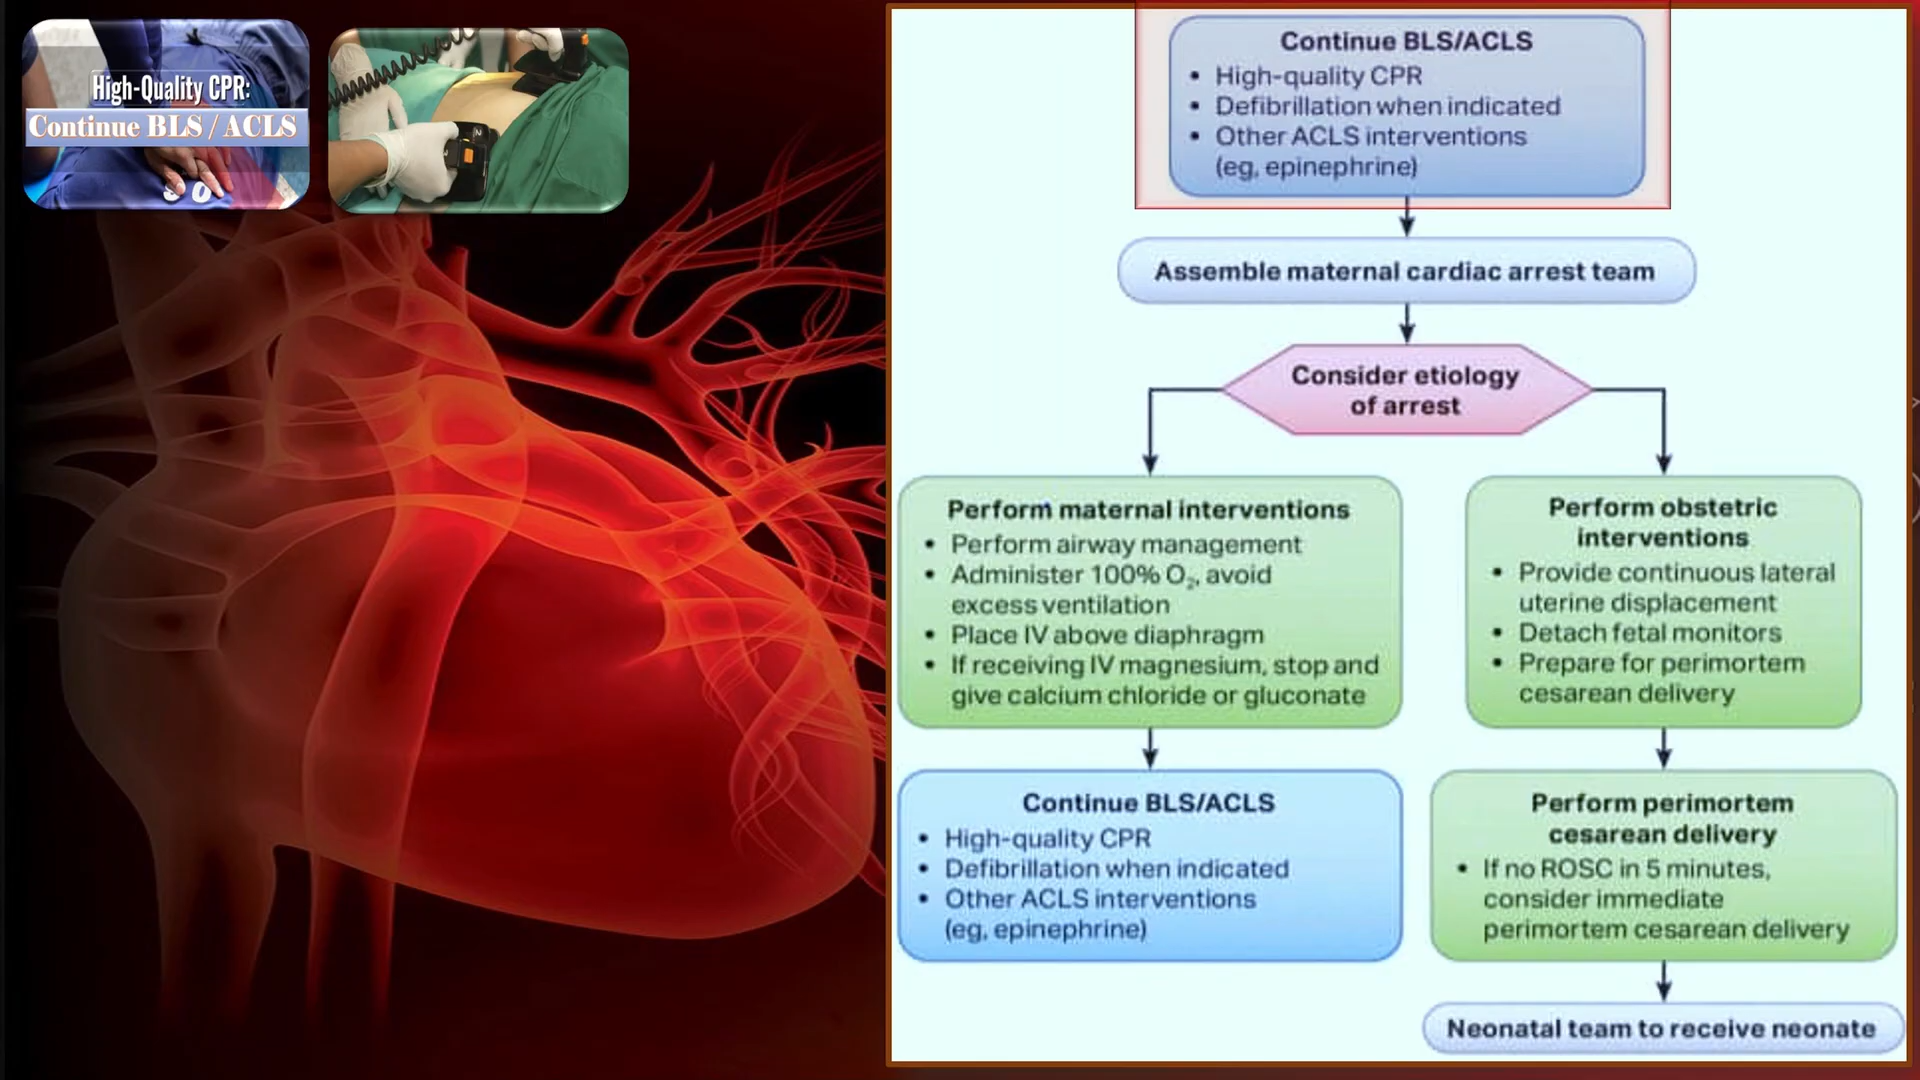 High-Quality CPR:
Continue BLS / ACLS
Continue BLS/ACLS
• High-quality CPR
• Defibrillation when indicated
• Other ACLS interventions
(eg, epinephrine)
Assemble maternal cardiac arrest team
Consider etiology
of arrest
Perform maternal interventions
• Perform airway management
• Administer 100% O₂, avoid
excess ventilation
• Place IV above diaphragm
• If receiving IV magnesium, stop and
give calcium chloride or gluconate
Continue BLS/ACLS
• High-quality CPR
• Defibrillation when indicated
• Other ACLS interventions
(eg, epinephrine)
Perform obstetric
interventions
• Provide continuous lateral
uterine displacement
• Detach fetal monitors
• Prepare for perimortem
cesarean delivery
Perform perimortem
cesarean delivery
• If no ROSC in 5 minutes,
consider immediate
perimortem cesarean delivery
Neonatal team to receive neonate